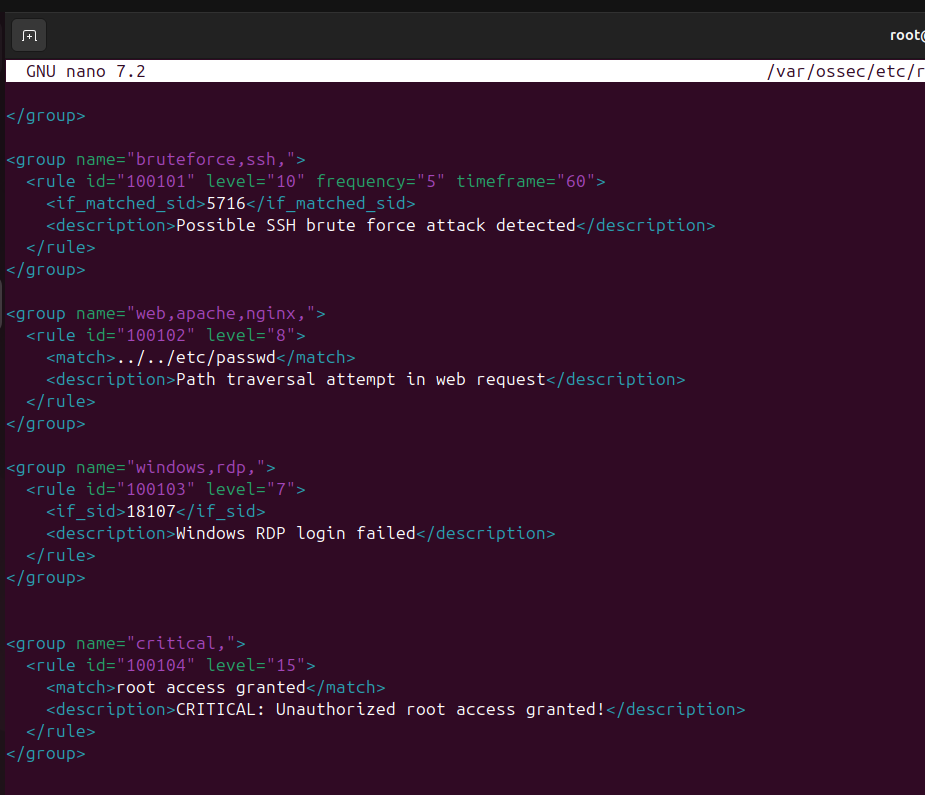 root@
GNU nano 7.2 /var/ossec/etc/r
</group>
<group name="bruteforce,ssh,">
<rule id="100101" level="10" frequency="5" timeframe="60">
<if_matched_sid>5716</if_matched_sid>
<description>Possible SSH brute force attack detected</description>
</rule>
</group>
<group name="web,apache,nginx,">
<rule id="100102" level="8">
<match>../../etc/passwd</match>
<description>Path traversal attempt in web request</description>
</rule>
</group>
<group name="windows,rdp,">
<rule id="100103" level="7">
<if_sid>18107</if_sid>
<description>Windows RDP login failed</description>
</rule>
</group>
<group name="critical,">
<rule id="100104" level="15">
<match>root access granted</match>
<description>CRITICAL: Unauthorized root access granted!</description>
</rule>
</group>